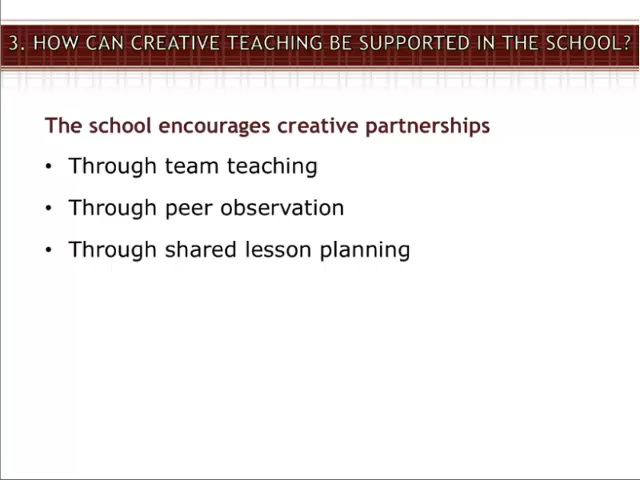 3. HOW CAN CREATIVE TEACHING BE SUPPORTED IN THE SCHOOL?
The school encourages creative partnerships
• Through team teaching
• Through peer observation
• Through shared lesson planning